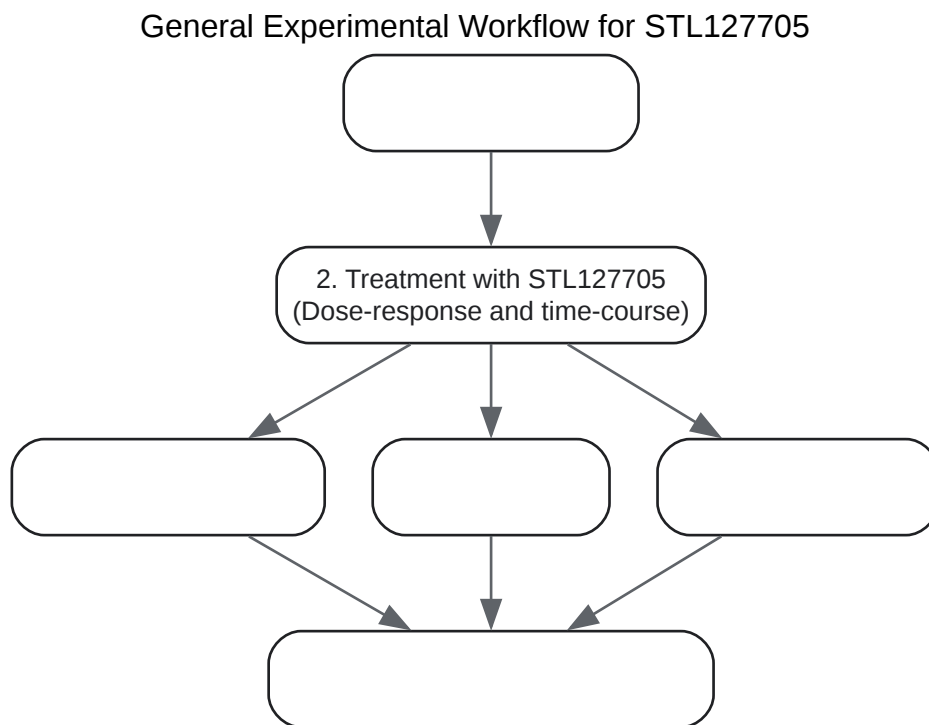 General Experimental Workflow for STL127705
2. Treatment with STL127705
(Dose-response and time-course)